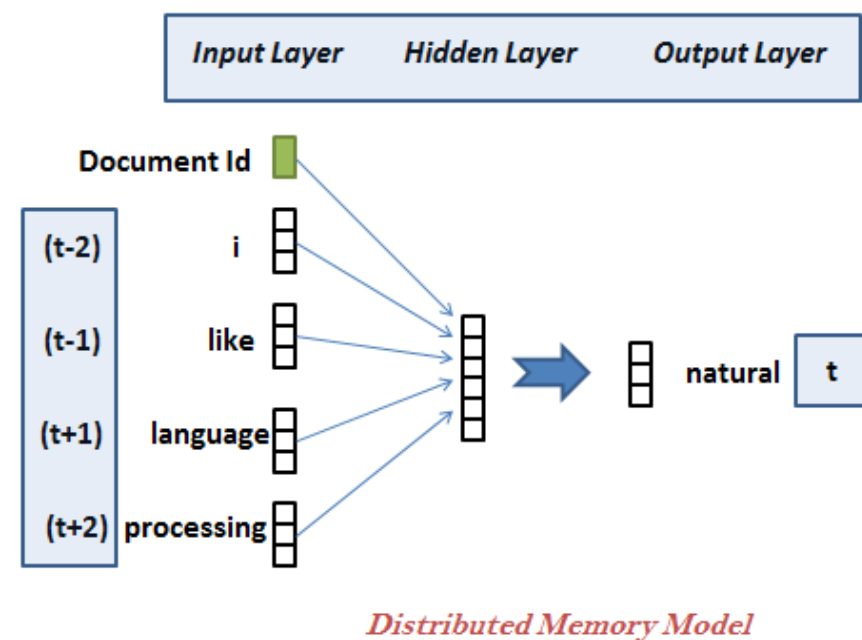 Input Layer Hidden Layer Output Layer
Document Id
(t-2) i
(t-1) like
natural t
(t+1) language
(t+2) processing
Distributed Memory Model